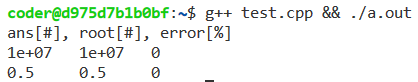 coder@d975d7b1b0bf:~$ g++ test.cpp && ./a.out
ans[#], root[#], error[%]
1e+07   1e+07   0
0.5     0.5     0